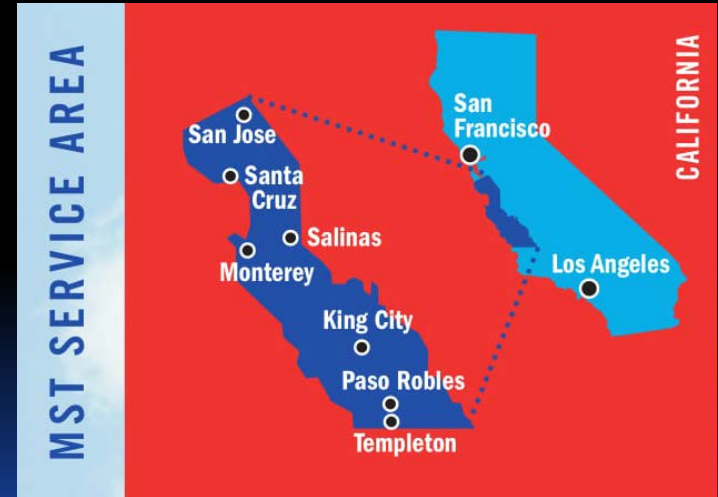 MST SERVICE AREA
San Jose
Santa
Cruz
Salinas
Monterey
King City
Paso Robles
Templeton
San
Francisco
Los Angeles
CALIFORNIA